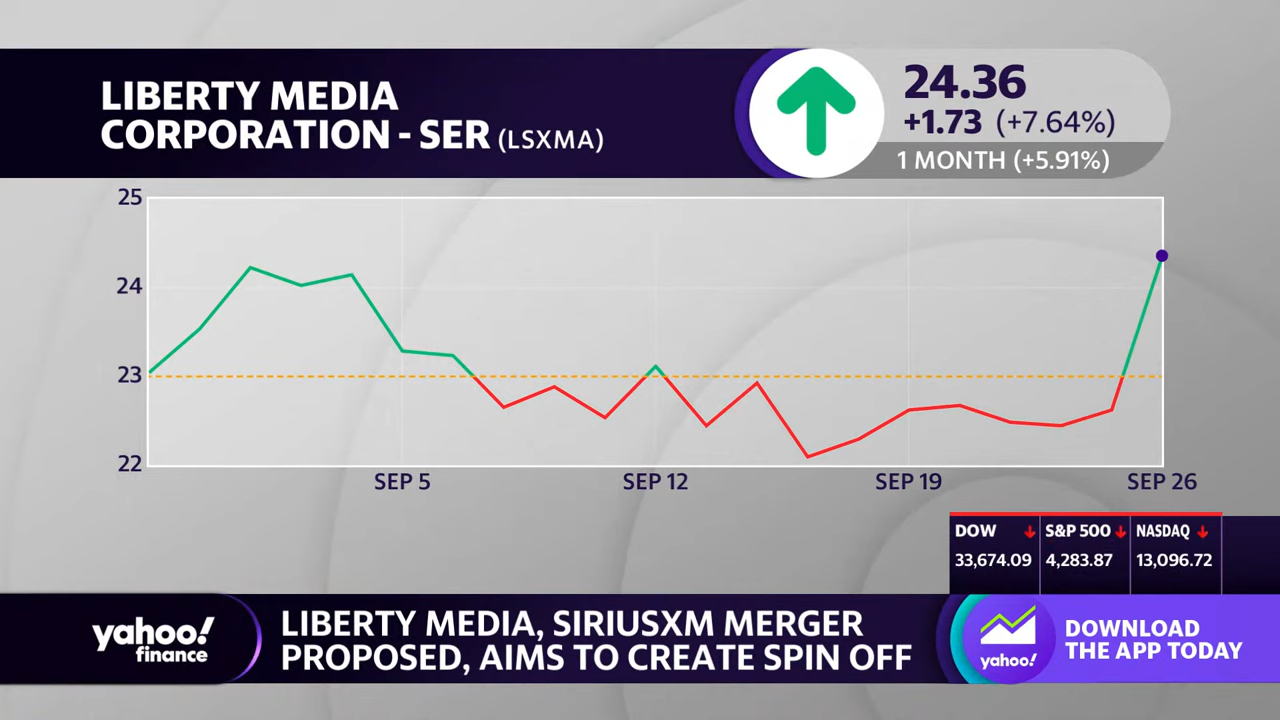 LIBERTY MEDIA
CORPORATION - SER (LSXMA)
24.36
+1.73 (+7.64%)
1 MONTH (+5.91%)
25
24
23
22
SEP 5 SEP 12 SEP 19 SEP 26
DOW S&P 500 NASDAQ
33,674.09 4,283.87 13,096.72
yahoo!
finance
LIBERTY MEDIA, SIRIUSXM MERGER
PROPOSED, AIMS TO CREATE SPIN OFF
yahoo!
DOWNLOAD
THE APP TODAY